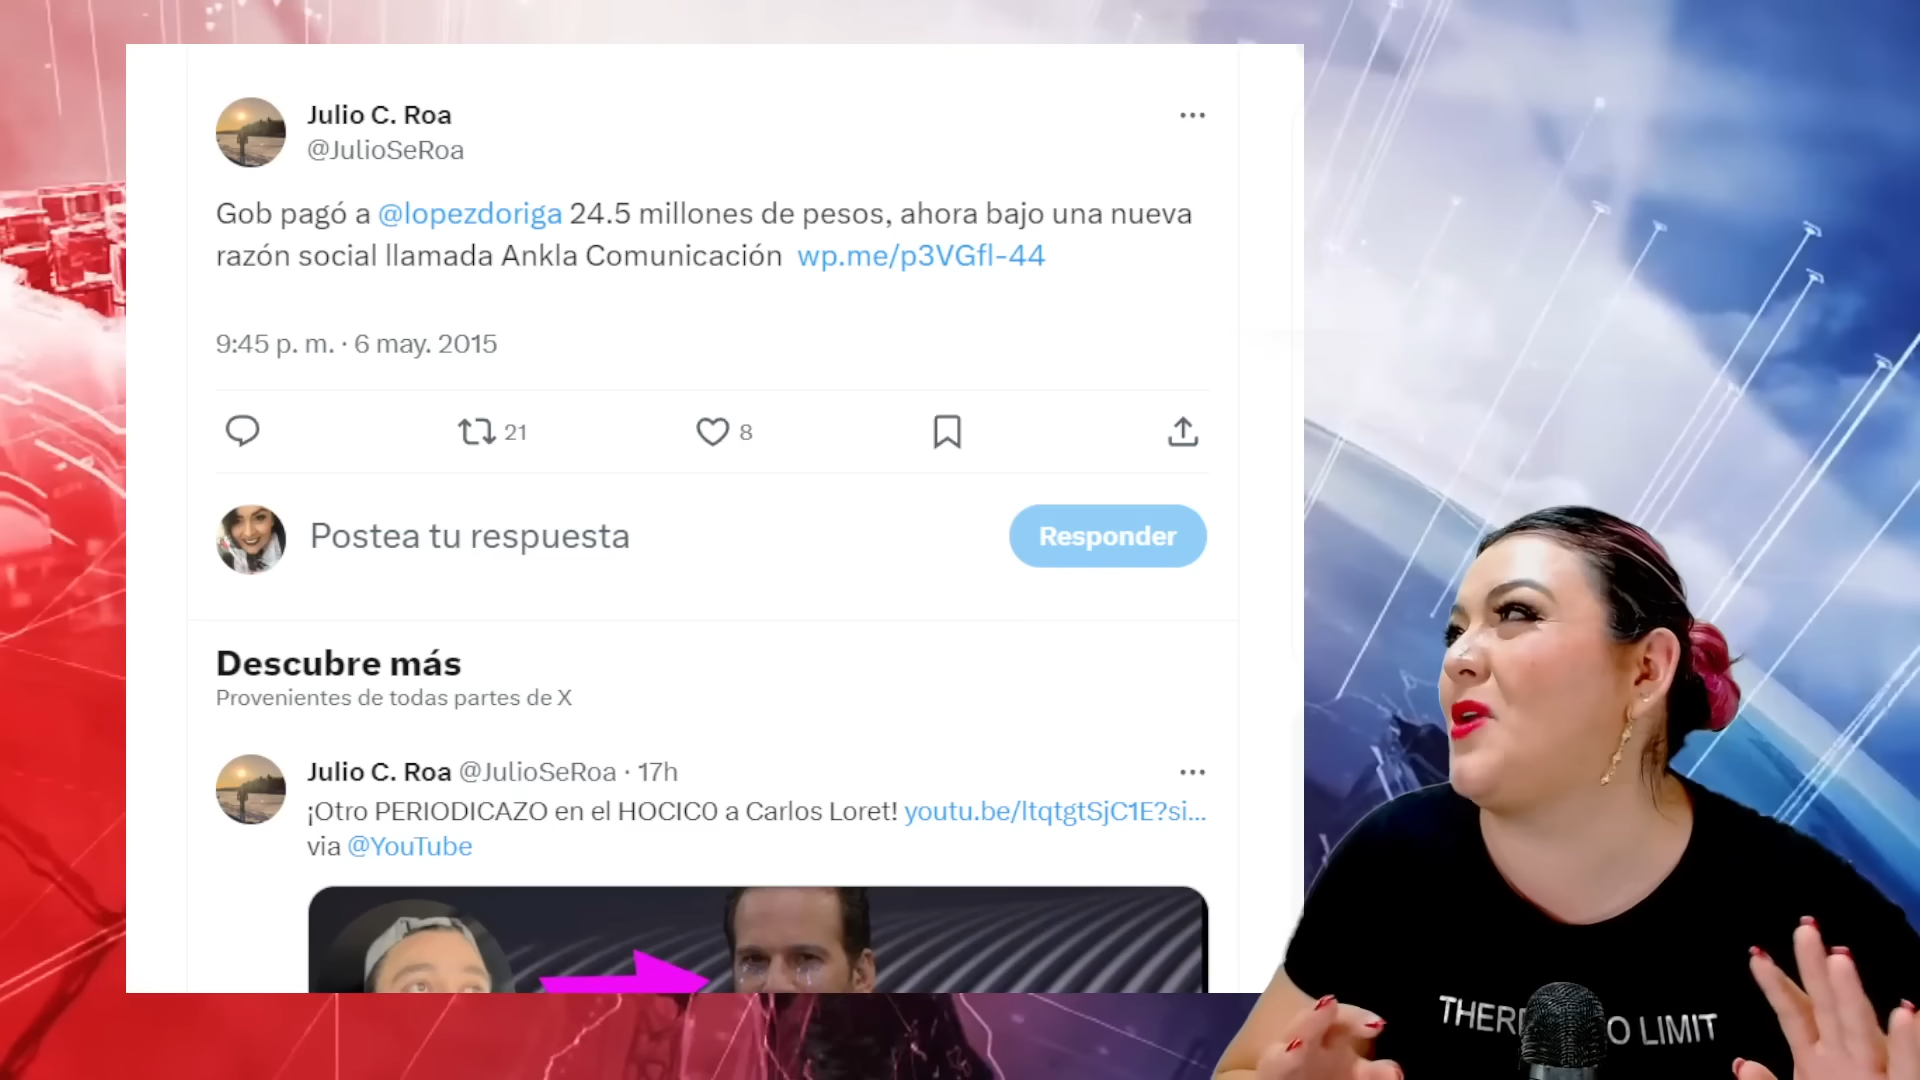 Julio C. Roa
@JulioSeRoa
Gob pagó a @lopezdoriga 24.5 millones de pesos, ahora bajo una nueva
razón social llamada Ankla Comunicación wp.me/p3VGfl-44
9:45 p. m. · 6 may. 2015
21
8
Postea tu respuesta
Responder
Descubre más
Provenientes de todas partes de X
Julio C. Roa @JulioSeRoa · 17h
¡Otro PERIODICAZO en el HOCICO a Carlos Loret! youtu.be/ltqtgtSjC1E?si...
via @YouTube
O LIMIT